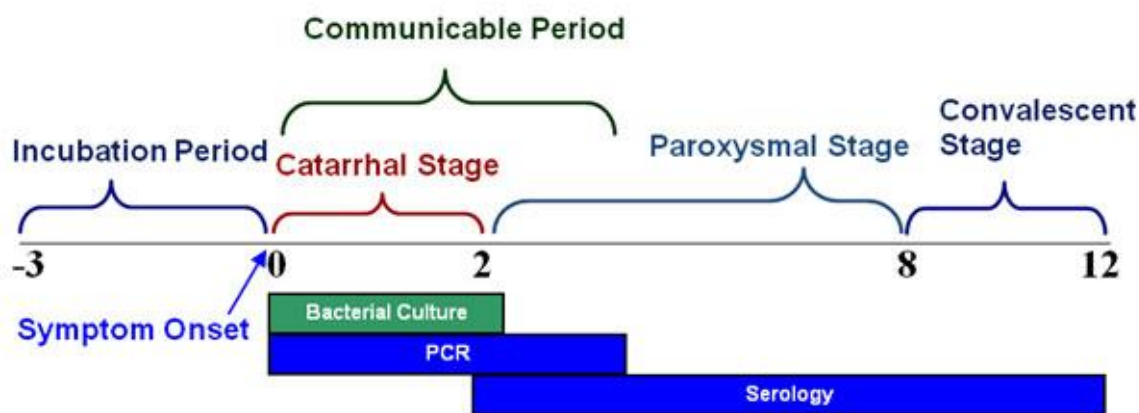 Communicable Period
Convalescent
Stage
Incubation Period
Catarrhal Stage
Paroxysmal Stage
-3
0
2
8
12
Symptom Onset
Bacterial Culture
PCR
Serology